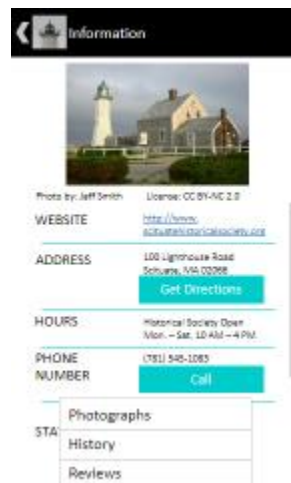 Information
Photo by: Jeff Smith License: CC BY-NC 2.0
WEBSITE
http://www.
scituatehistoricalsociety.org
ADDRESS
100 Lighthouse Road
Scituate, MA 02066
Get Directions
HOURS
Historical Society Open
Mon. – Sat, 10 AM – 4 PM
PHONE
NUMBER
(781) 545-1083
Call
STA
Photographs
History
Reviews